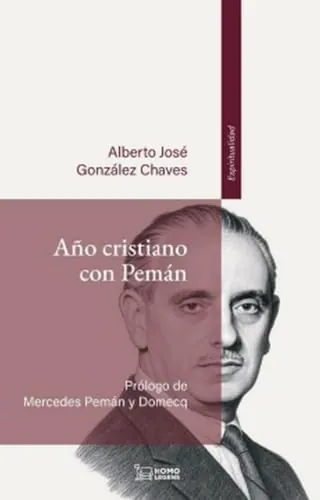 Alberto José
González Chaves
Espiritualidad
Año cristiano
con Pemán
Prólogo de
Mercedes Pemán y Domecq
HOMO
LEGENS